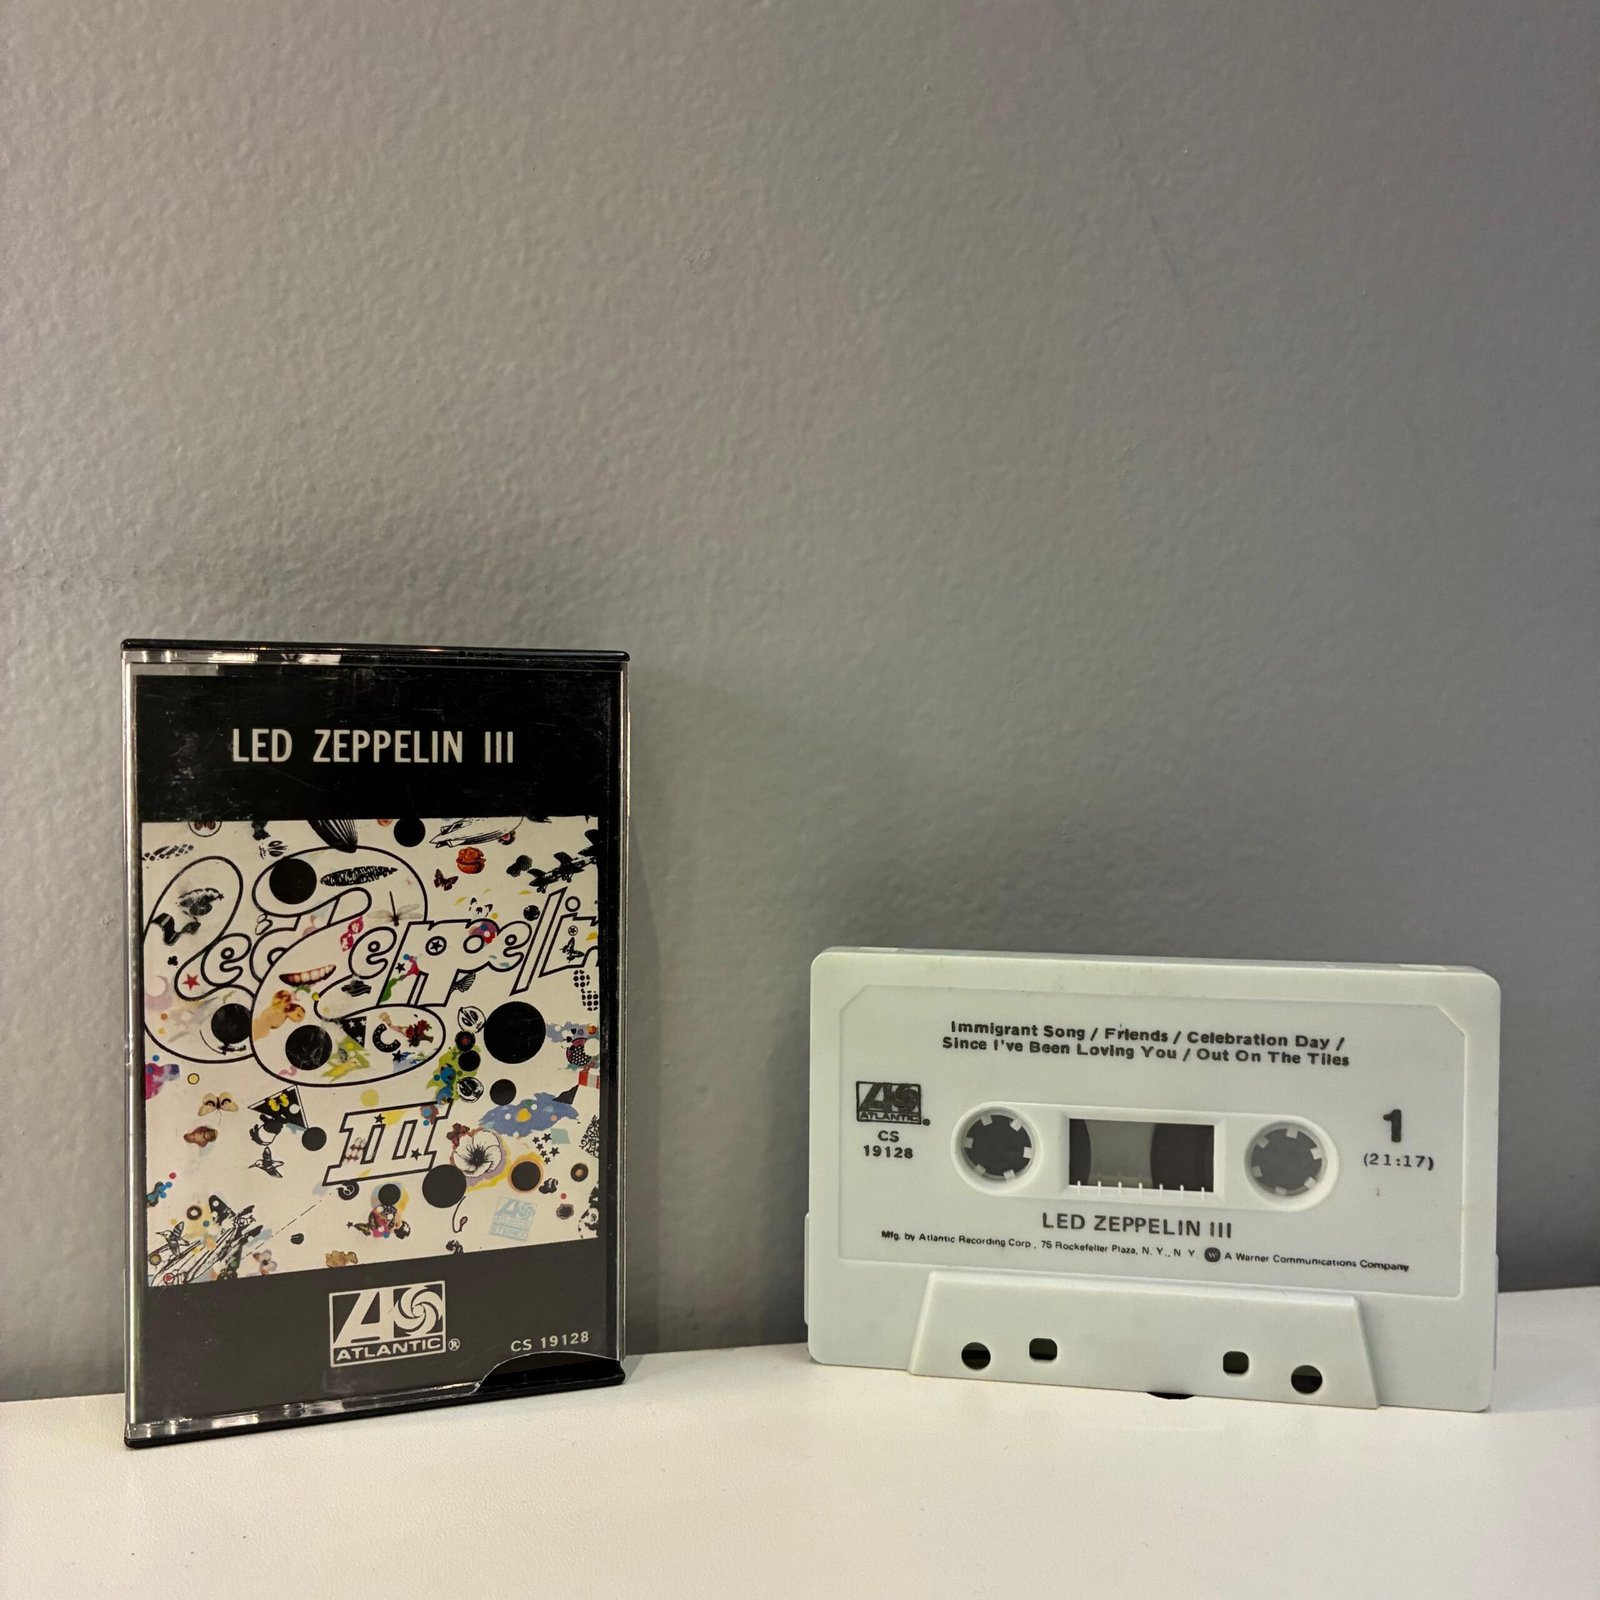 LED ZEPPELIN III
Led Zeppelin
III
ATLANTIC®
CS 19128
Immigrant Song / Friends / Celebration Day /
Since I've Been Loving You / Out On The Tiles
ATLANTIC®
CS
19128
1
(21:17)
LED ZEPPELIN III
Mfg. by Atlantic Recording Corp., 75 Rockefeller Plaza, N. Y., N. Y. W A Warner Communications Company